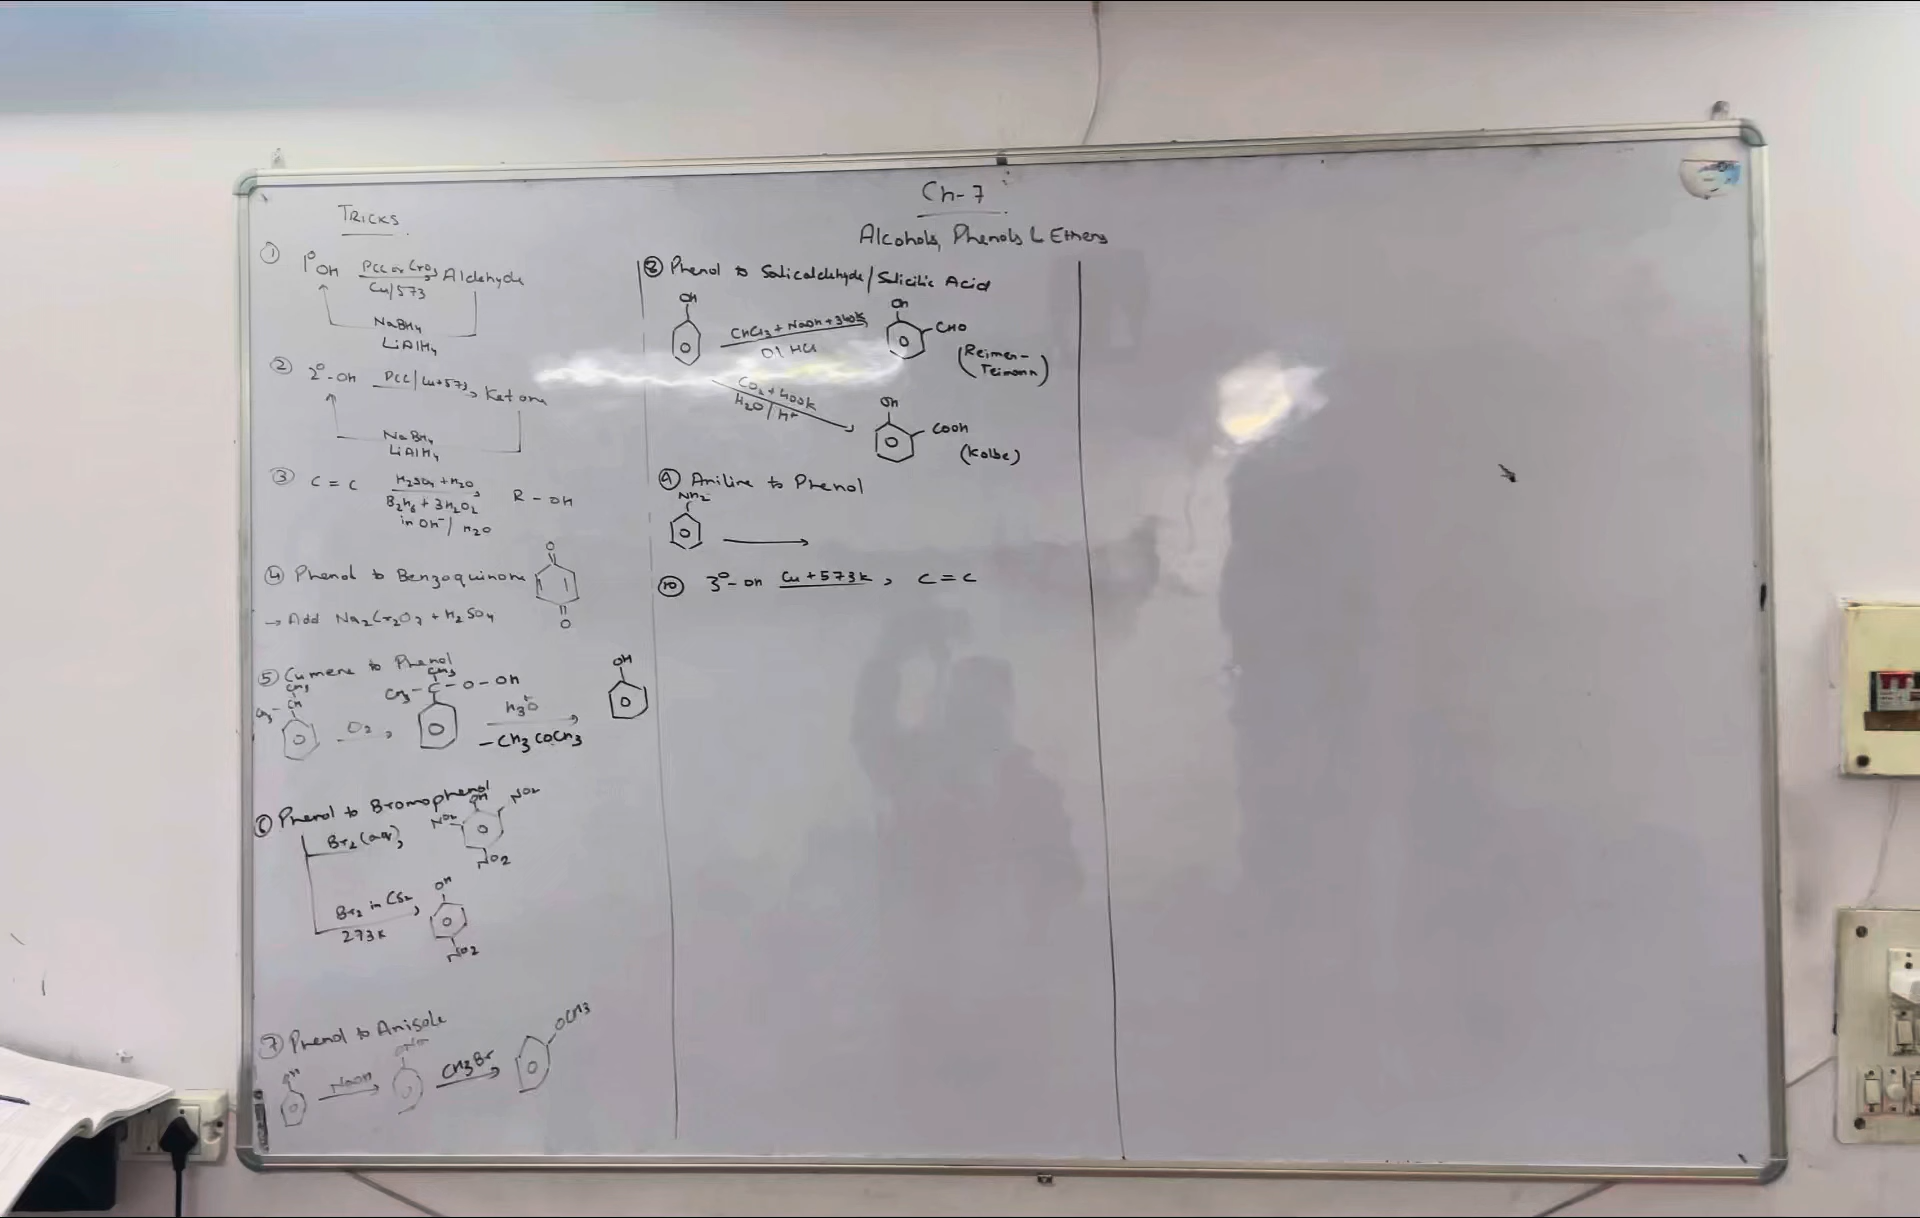 Ch-7
Alcohols, Phenols & Ethers
TRICKS
① 1° OH PCC or CrO3 Aldehyde
Cu/573
NaBH4
LiAlH4
② 2°-OH PCC/Cu+573 Ketone
NaBH4
LiAlH4
③ C = C H2SO4 + H2O R - OH
B2H6 + 3H2O2
in OH⁻/ H2O
④ Phenol to Benzoquinone
O
O
→ Add Na2Cr2O7 + H2SO4
⑤ Cumene to Phenol
CH3
CH3 - CH
O2
CH3
CH3 - C - O - OH
H3O⁺
- CH3COCH3
OH
⑥ Phenol to Bromophenol
Br2 (aq)
OH
NO2
NO2
NO2
Br2 in CS2
273K
OH
NO2
⑦ Phenol to Anisole
OH
NaOH
ONa
CH3Br
OCH3
⑧ Phenol to Salicaldehyde/Salicilic Acid
OH
CHCl3 + NaOH + 340K
Dil HCl
OH
CHO
(Reimer-
Teimann)
CO2 + 400K
H2O/H⁺
OH
COOH
(Kolbe)
⑨ Aniline to Phenol
NH2
⑩ 3°- OH Cu + 573K, C = C